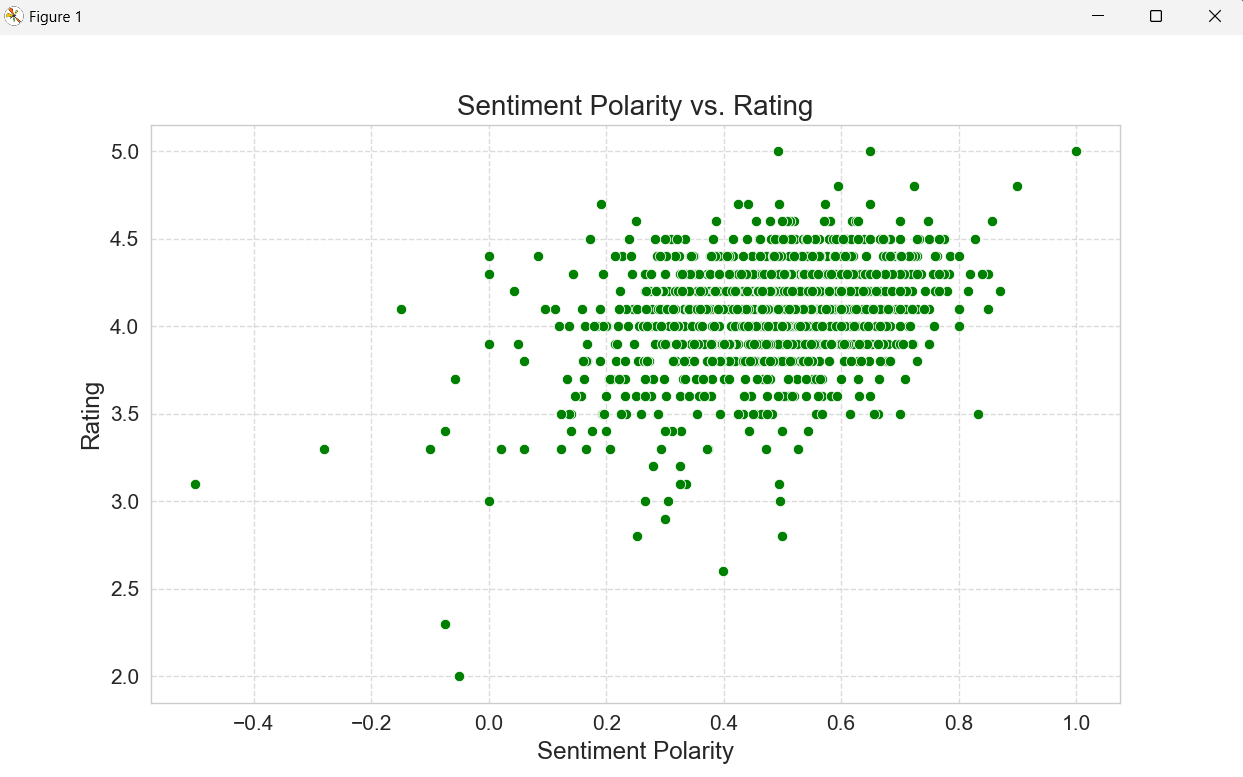 Figure 1
Sentiment Polarity vs. Rating
5.0
4.5
4.0
3.5
3.0
2.5
2.0
Rating
−0.4 −0.2 0.0 0.2 0.4 0.6 0.8 1.0
Sentiment Polarity